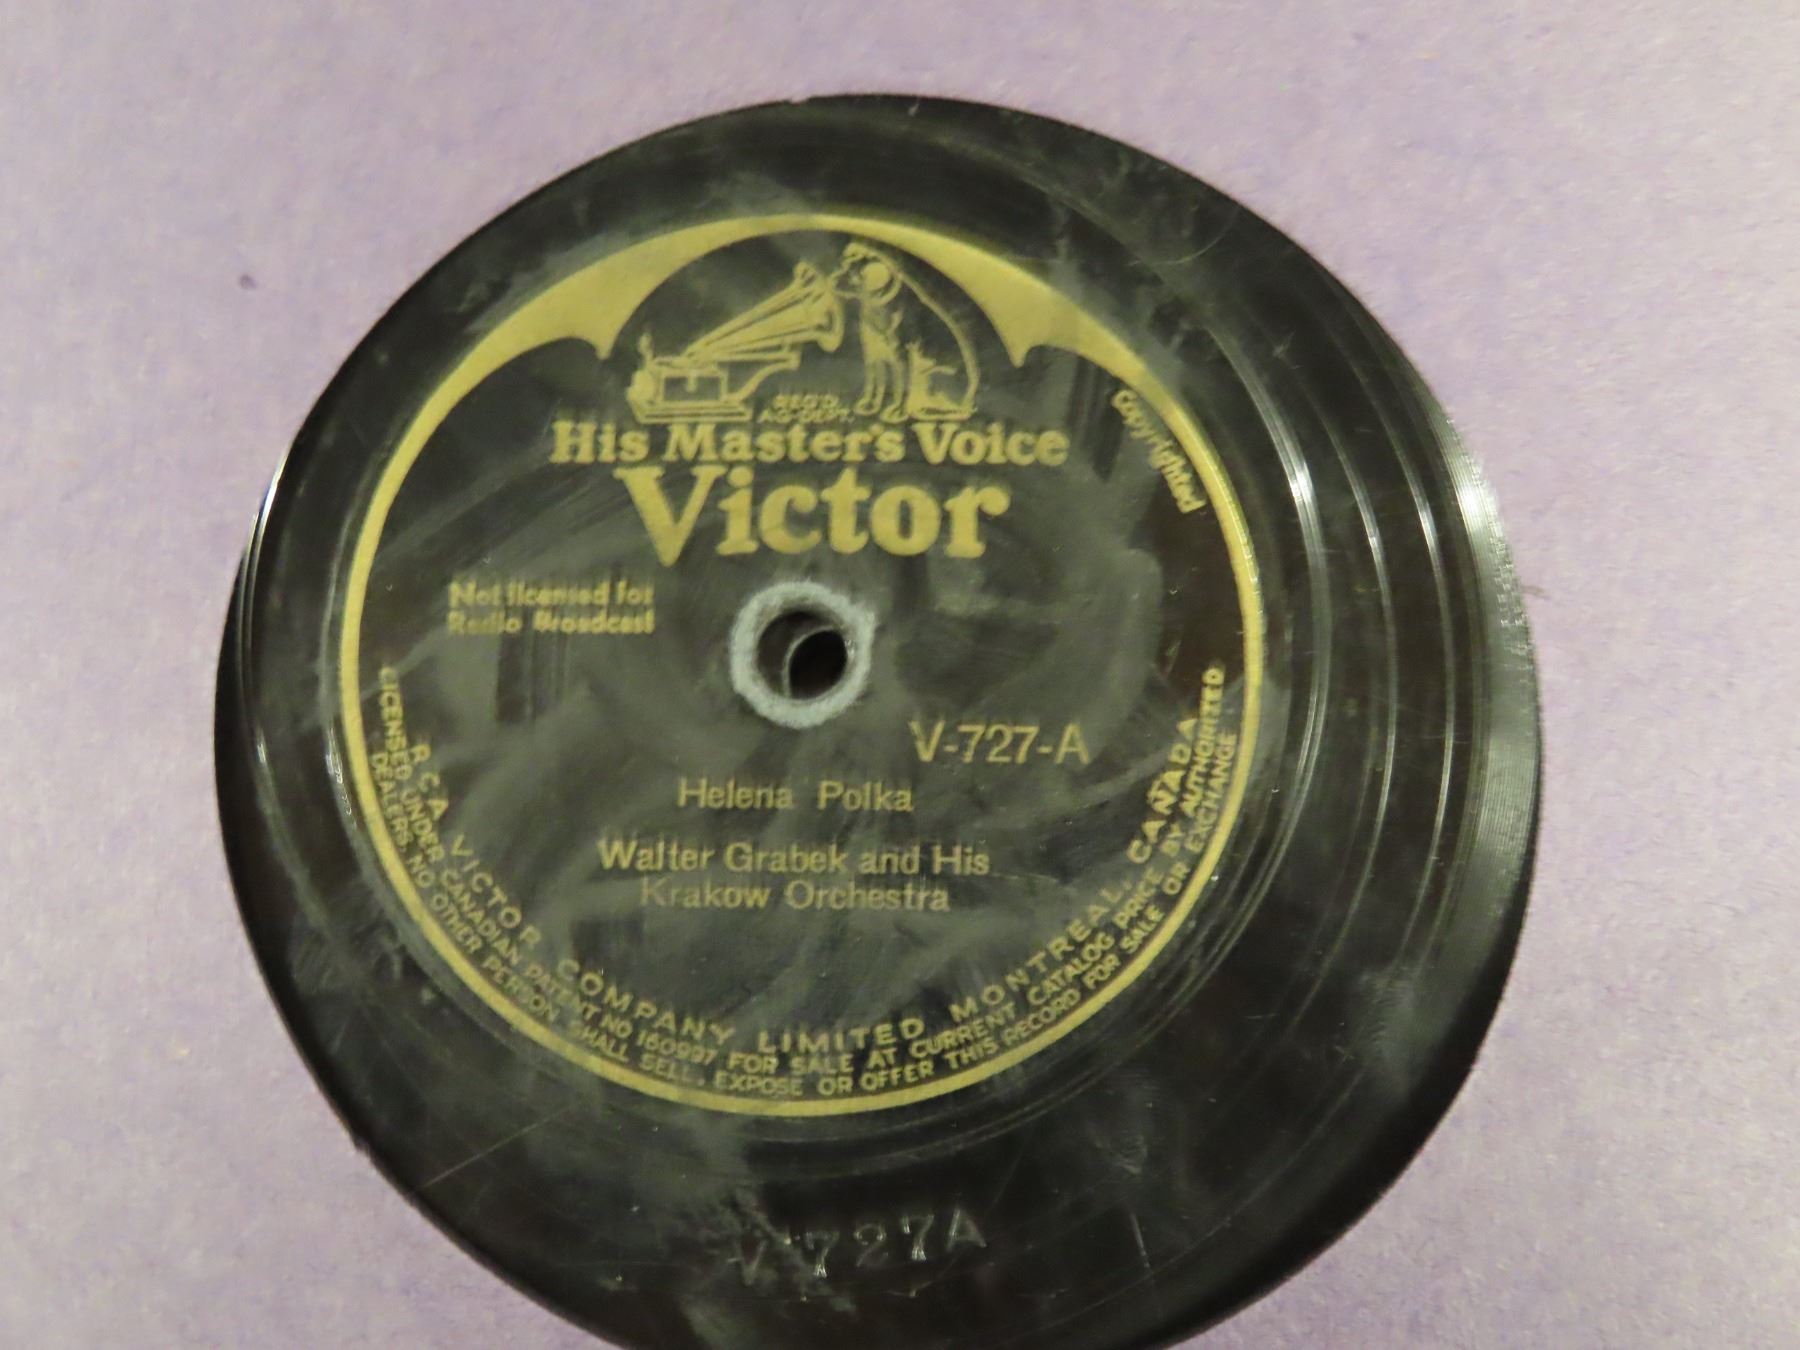 REG'D.
His Master's Voice
Victor
Copyrighted
Not licensed for
Radio Broadcast
V-727-A
Helena Polka
Walter Grabek and His
Krakow Orchestra
RCA VICTOR COMPANY LIMITED MONTREAL, CANADA
LICENSED UNDER CANADIAN PATENT NO 160997 FOR SALE AT CURRENT CATALOG PRICE BY AUTHORIZED
DEALERS. NO OTHER PERSON SHALL SELL, EXPOSE OR OFFER THIS RECORD FOR SALE OR EXCHANGE
V 727A